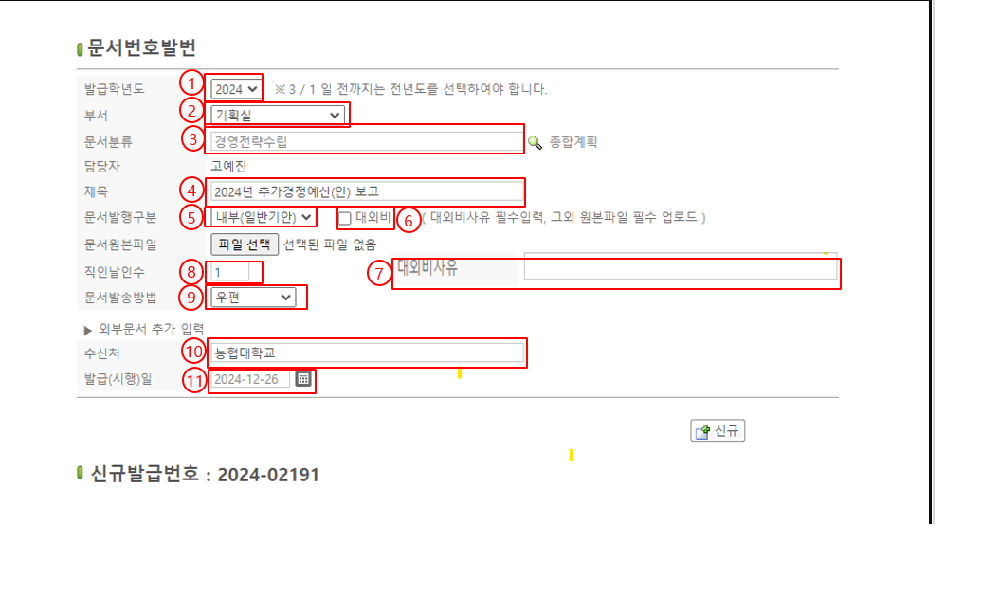 문서번호발번
발급학년도 1 2024 ※ 3 / 1 일 전까지는 전년도를 선택하여야 합니다.
부서 2 기획실
문서분류 3 경영전략수립 종합계획
담당자 고예진
제목 4 2024년 추가경정예산(안) 보고
문서발행구분 5 내부(일반기안) 대외비 6 ( 대외비사유 필수입력, 그외 원본파일 필수 업로드 )
문서원본파일 파일 선택 선택된 파일 없음
직인날인수 8 1 7 대외비사유
문서발송방법 9 우편
▶ 외부문서 추가 입력
수신처 10 농협대학교
발급(시행)일 11 2024-12-26
신규
신규발급번호 : 2024-02191